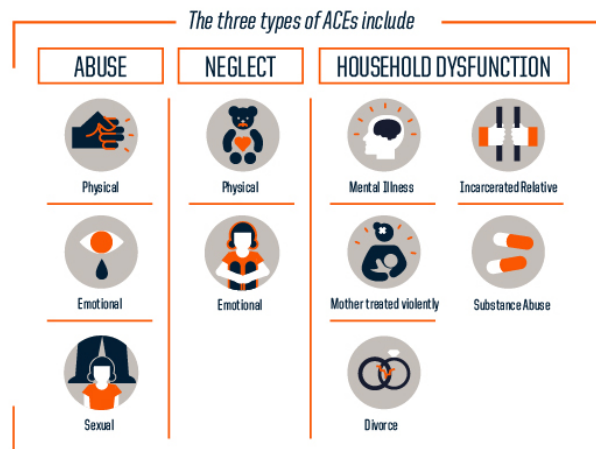 The three types of ACEs include
ABUSE
NEGLECT
HOUSEHOLD DYSFUNCTION
Physical
Physical
Mental Illness
Incarcerated Relative
Emotional
Emotional
Mother treated violently
Substance Abuse
Sexual
Divorce